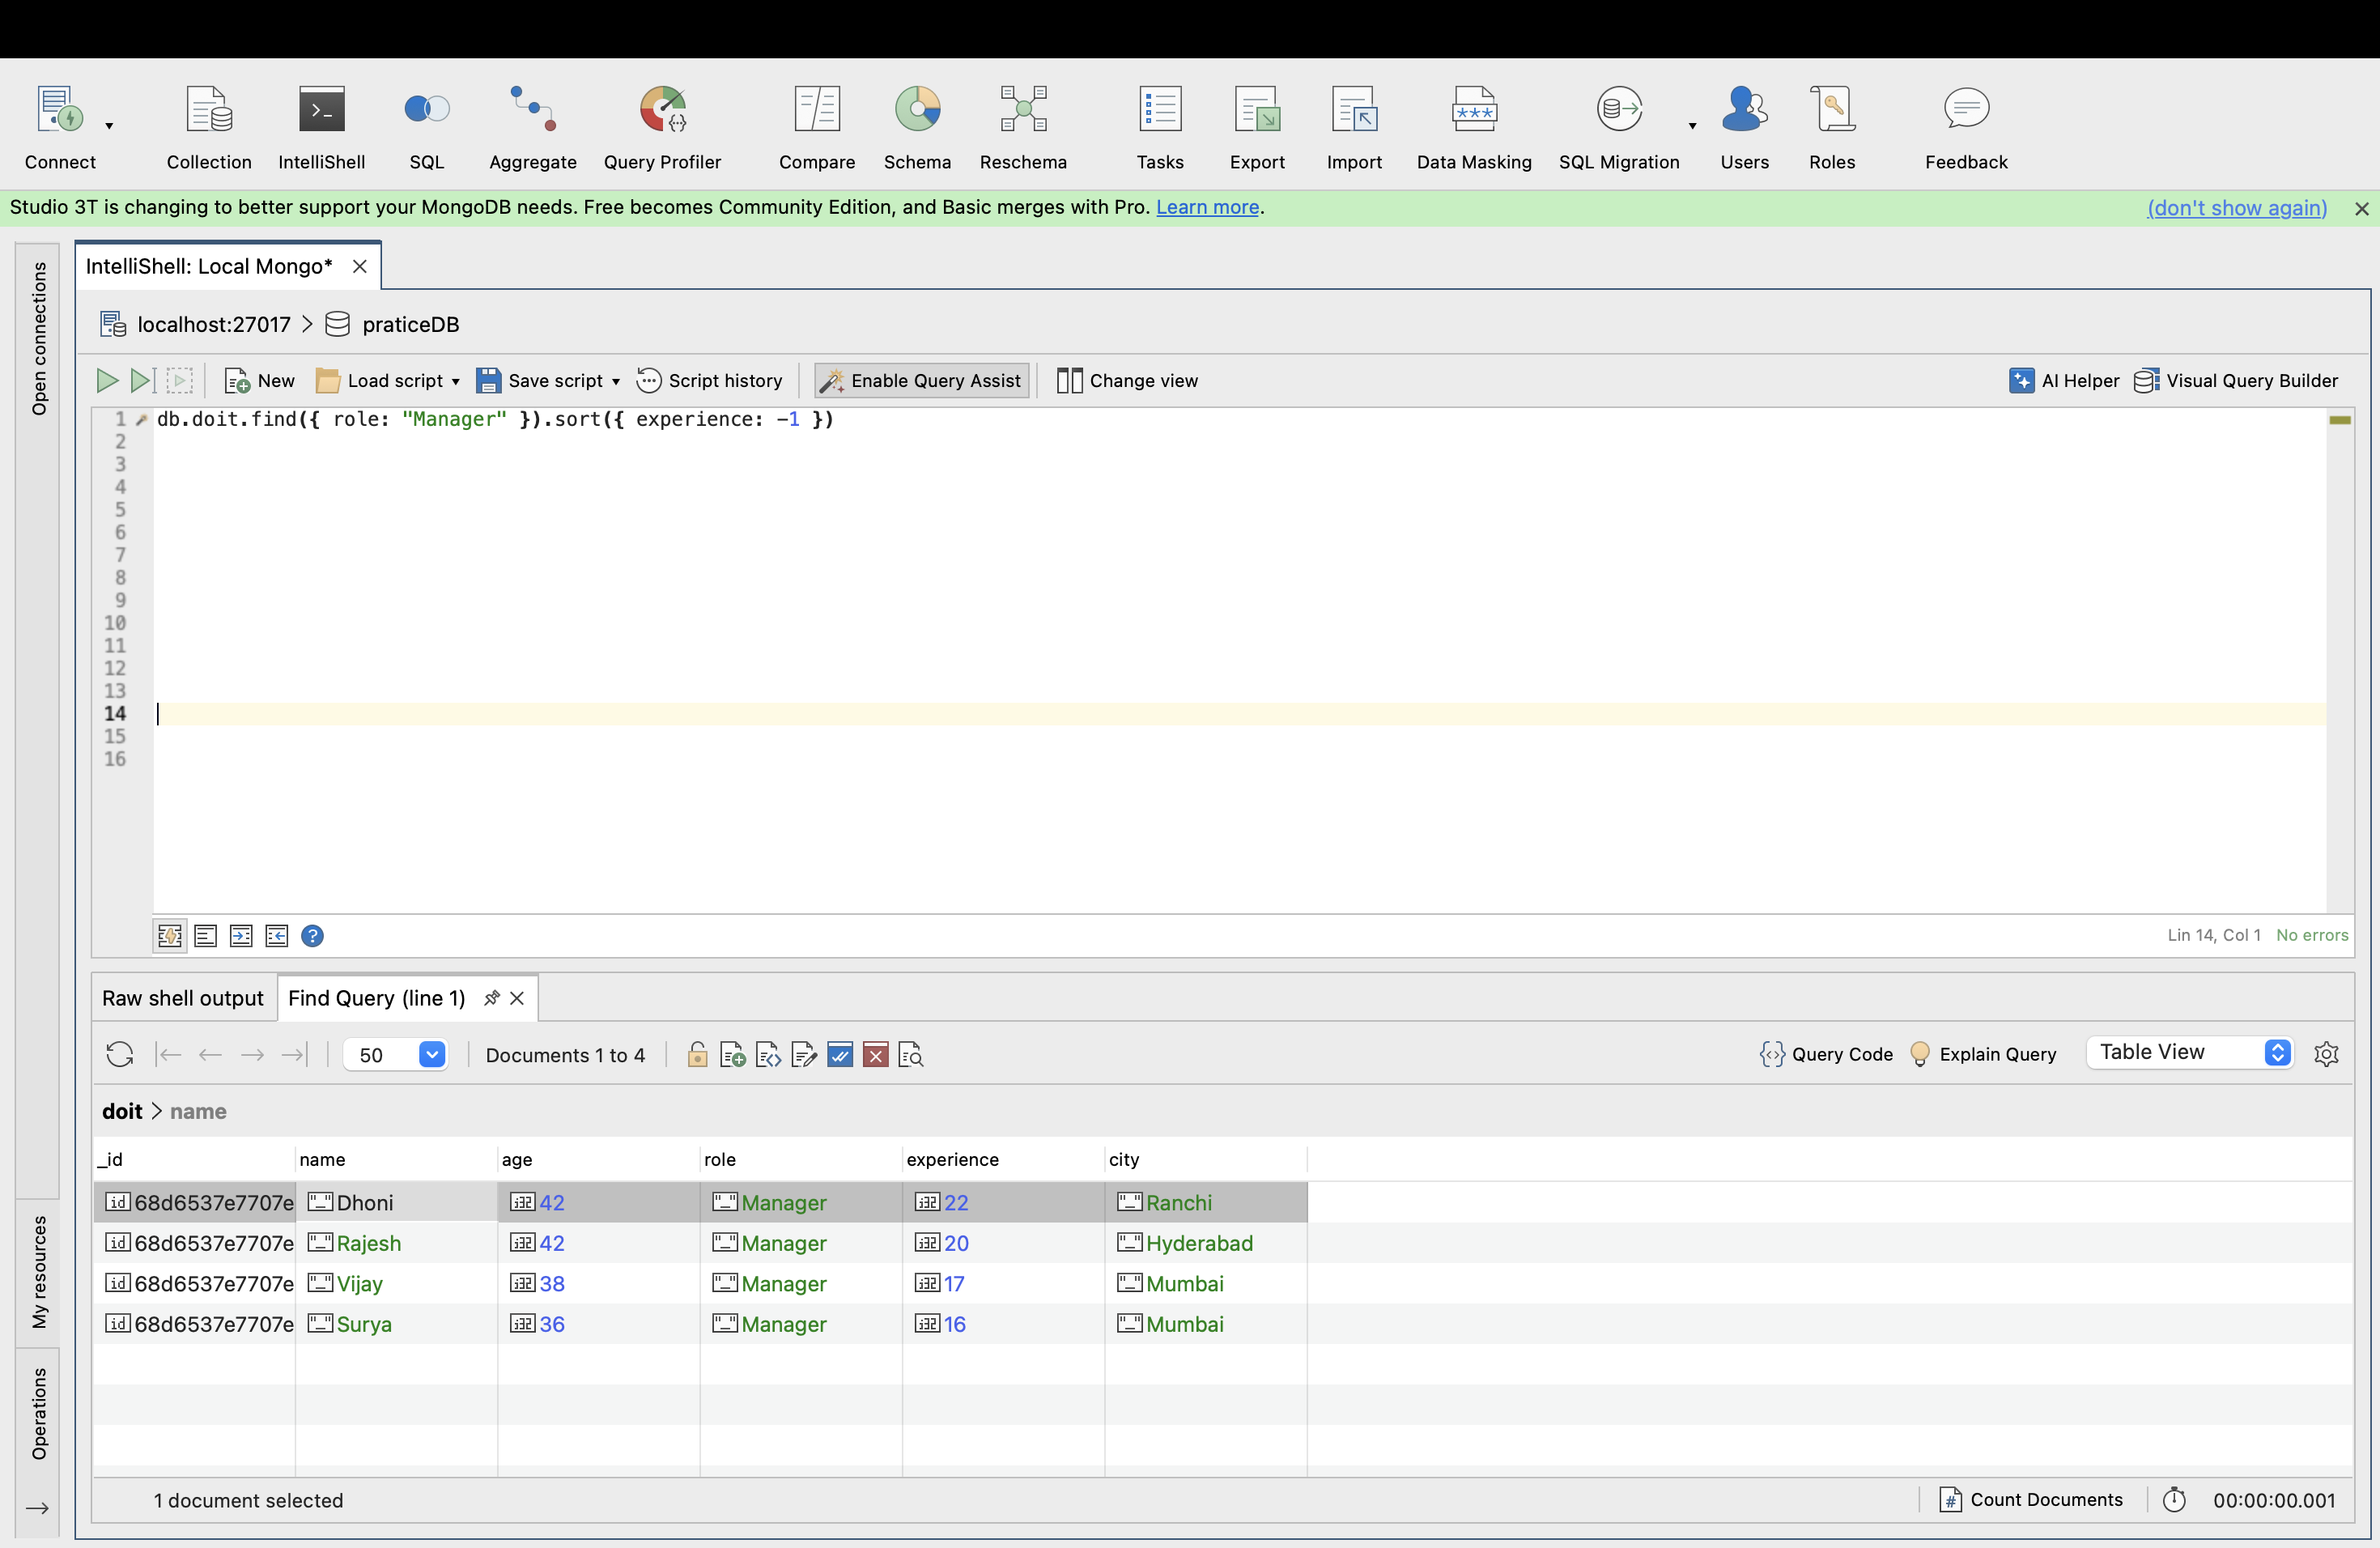 Connect
Collection
IntelliShell
SQL
Aggregate
Query Profiler
Compare
Schema
Reschema
Tasks
Export
Import
Data Masking
SQL Migration
Users
Roles
Feedback
Studio 3T is changing to better support your MongoDB needs. Free becomes Community Edition, and Basic merges with Pro. Learn more.
(don't show again)
Open connections
My resources
Operations
IntelliShell: Local Mongo*
localhost:27017 > praticeDB
New
Load script
Save script
Script history
Enable Query Assist
Change view
AI Helper
Visual Query Builder
1 db.doit.find({ role: "Manager" }).sort({ experience: -1 })
2
3
4
5
6
7
8
9
10
11
12
13
14
15
16
Lin 14, Col 1 No errors
Raw shell output
Find Query (line 1)
50
Documents 1 to 4
Query Code
Explain Query
Table View
doit > name
_id name age role experience city
68d6537e7707e Dhoni 42 Manager 22 Ranchi
68d6537e7707e Rajesh 42 Manager 20 Hyderabad
68d6537e7707e Vijay 38 Manager 17 Mumbai
68d6537e7707e Surya 36 Manager 16 Mumbai
1 document selected
Count Documents
00:00:00.001